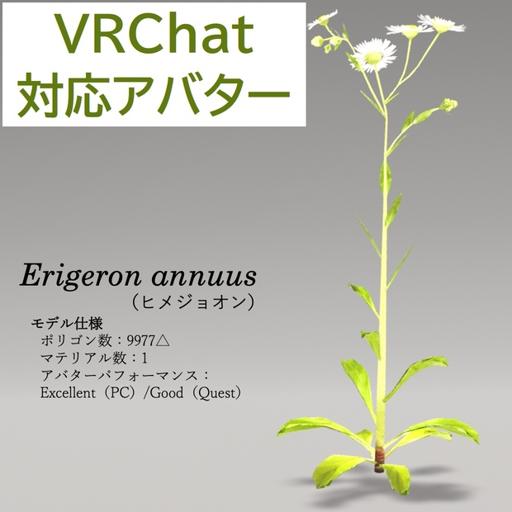 VRChat
対応アバター
Erigeron annuus
（ヒメジョオン）
モデル仕様
ポリゴン数：9977△
マテリアル数：1
アバターパフォーマンス：
Excellent（PC）/Good（Quest）